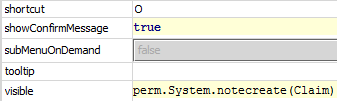 shortcut O
showConfirmMessage true
subMenuOnDemand false
tooltip
visible perm.System.notecreate(Claim)